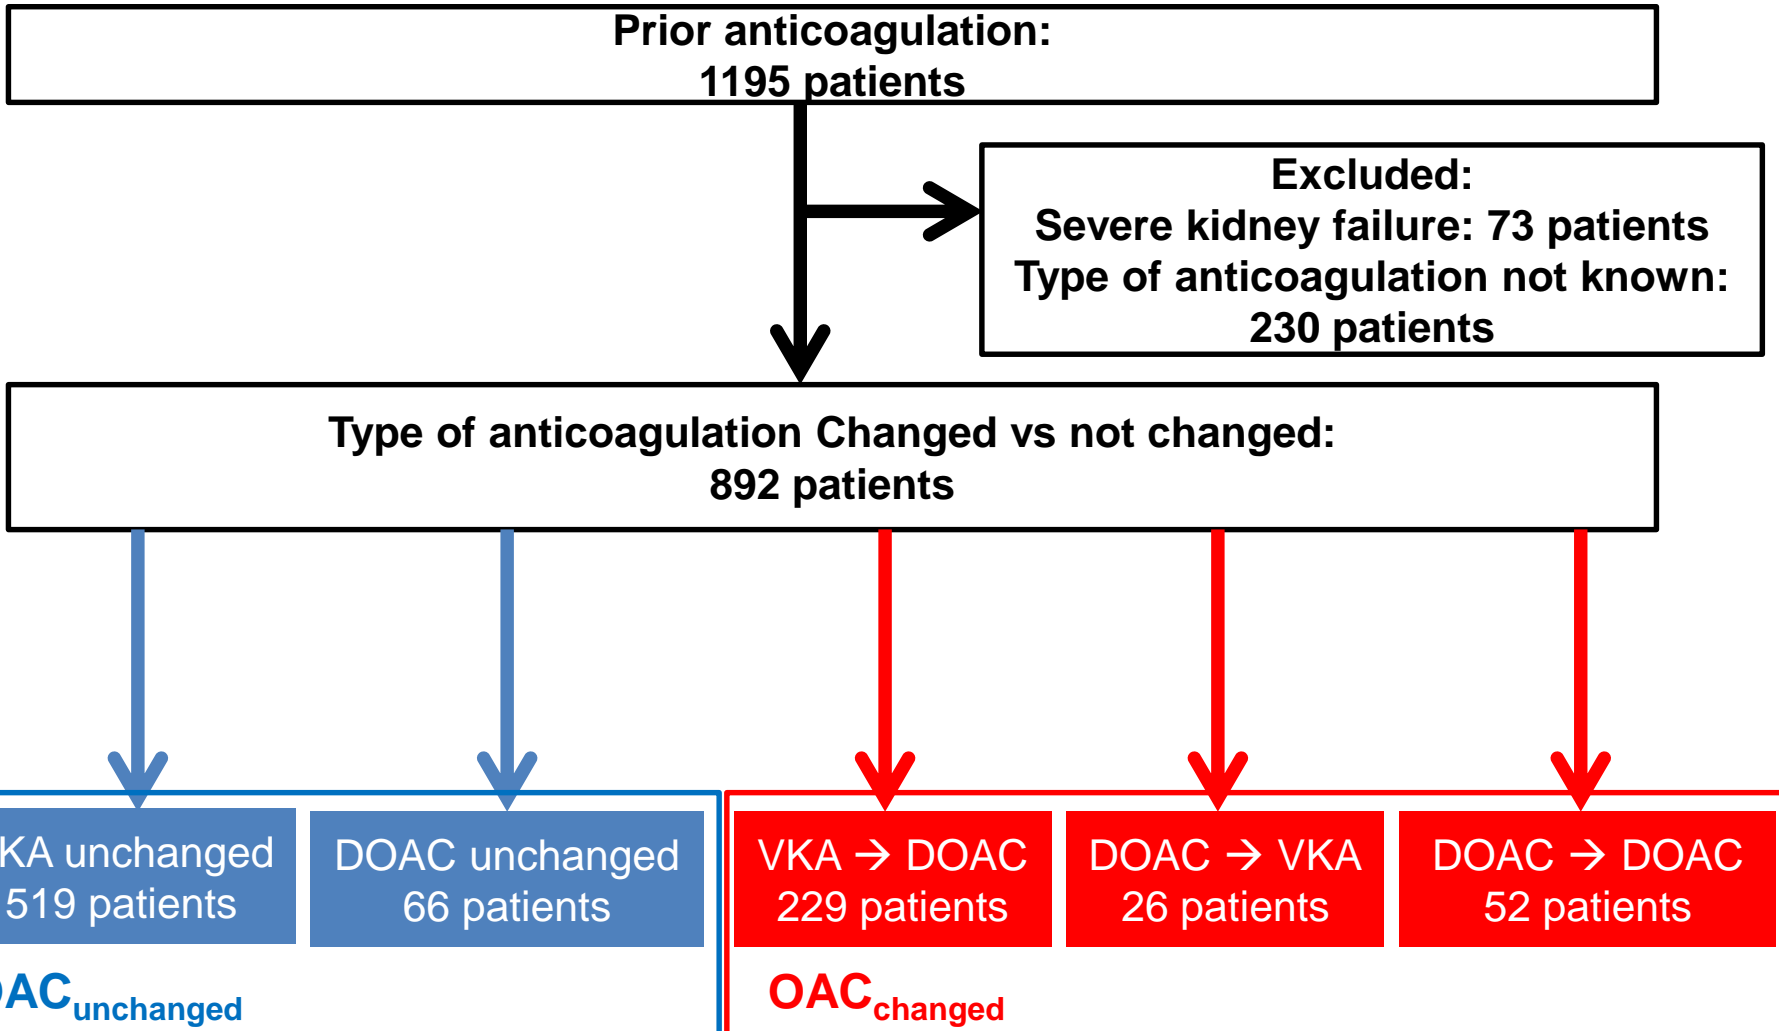 Prior anticoagulation:
1195 patients
Excluded:
Severe kidney failure: 73 patients
Type of anticoagulation not known:
230 patients
Type of anticoagulation Changed vs not changed:
892 patients
KA unchanged
519 patients
DOAC unchanged
66 patients
VKA → DOAC
229 patients
DOAC → VKA
26 patients
DOAC → DOAC
52 patients
OAC unchanged
OAC changed